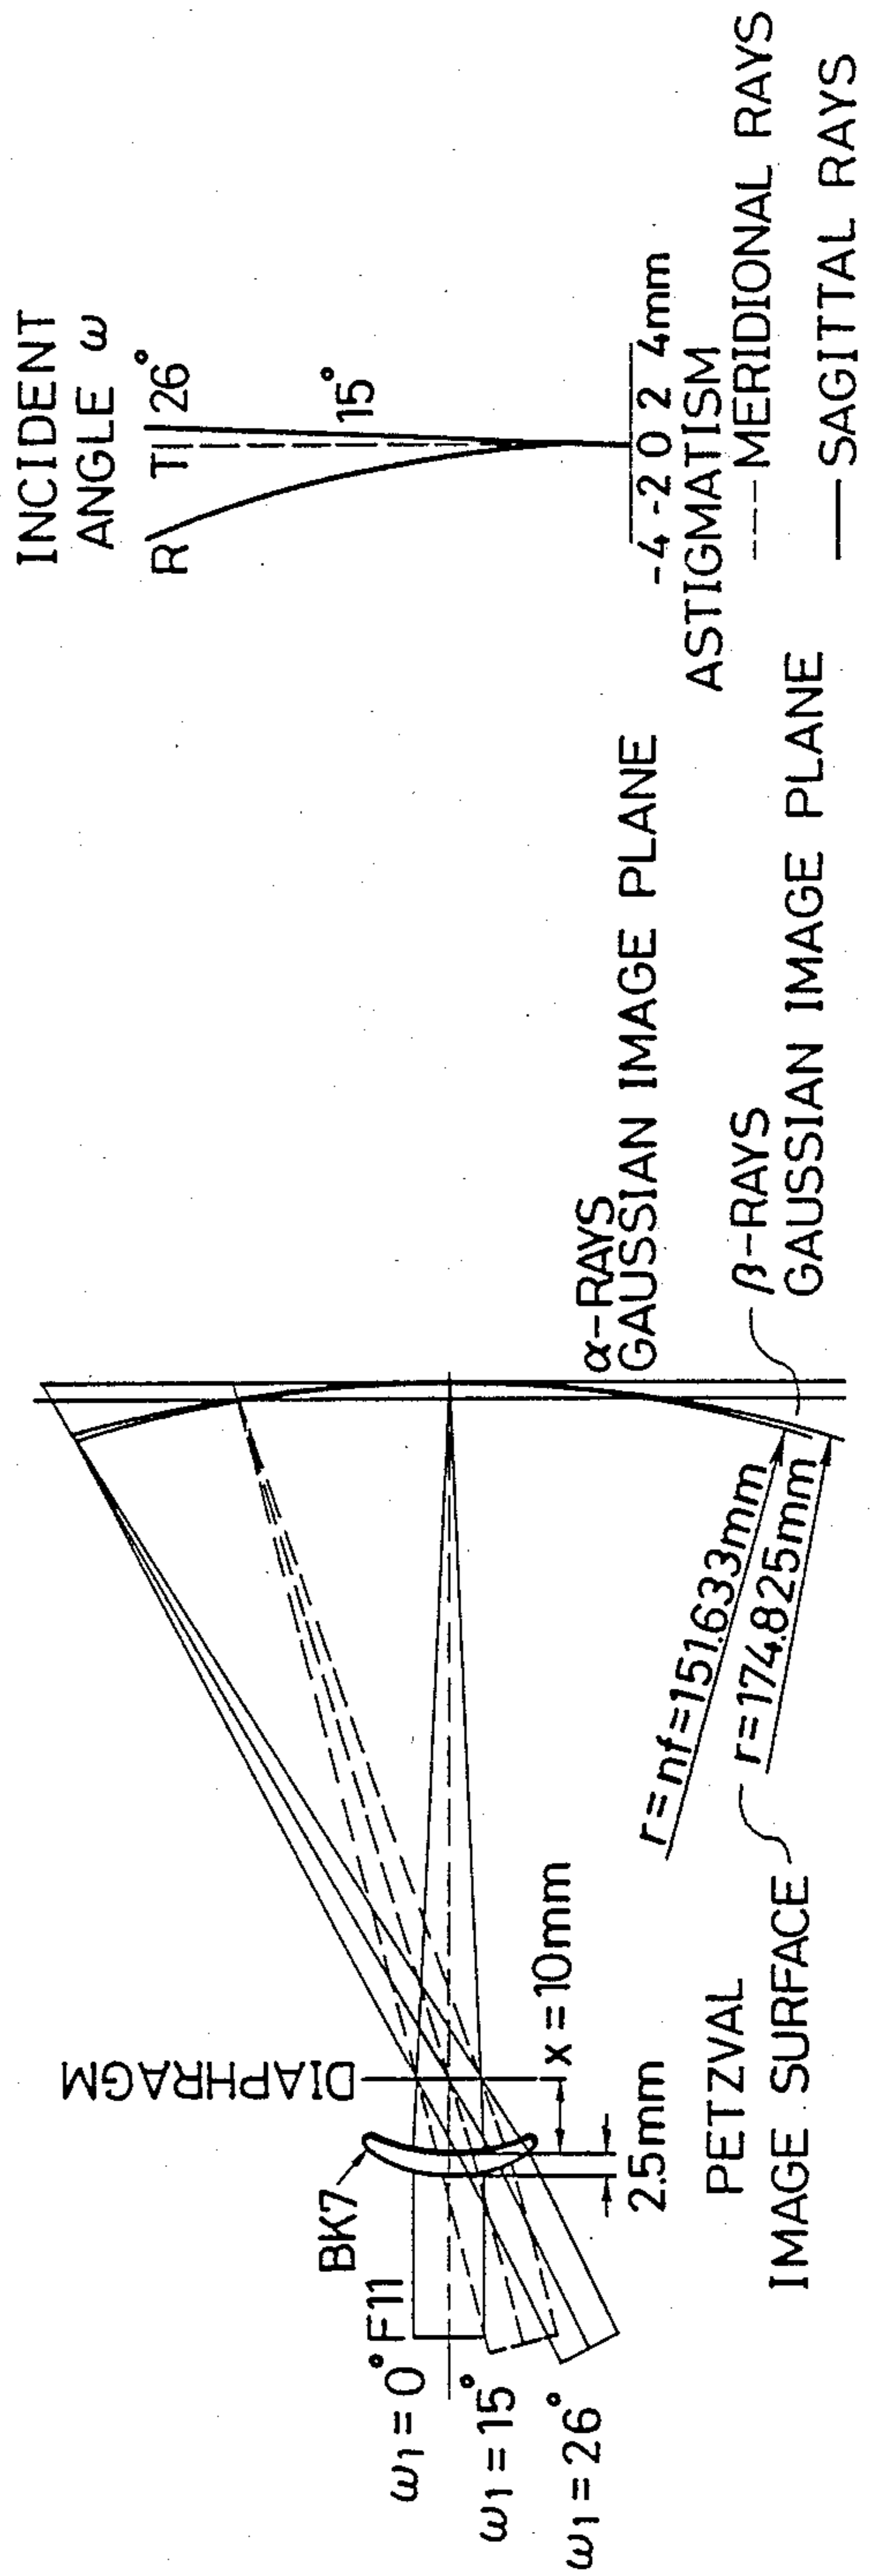 DIAPHRAGM
BK7
ω1 = 0° F11
ω1 = 15°
ω1 = 26°
2.5mm
x = 10mm
PETZVAL
IMAGE SURFACE
r = nf = 151.633mm
r = 174.825mm
α-RAYS
GAUSSIAN IMAGE PLANE
β-RAYS
GAUSSIAN IMAGE PLANE
INCIDENT
ANGLE ω
R T 26°
15°
-4 -2 0 2 4mm
ASTIGMATISM
MERIDIONAL RAYS
SAGITTAL RAYS